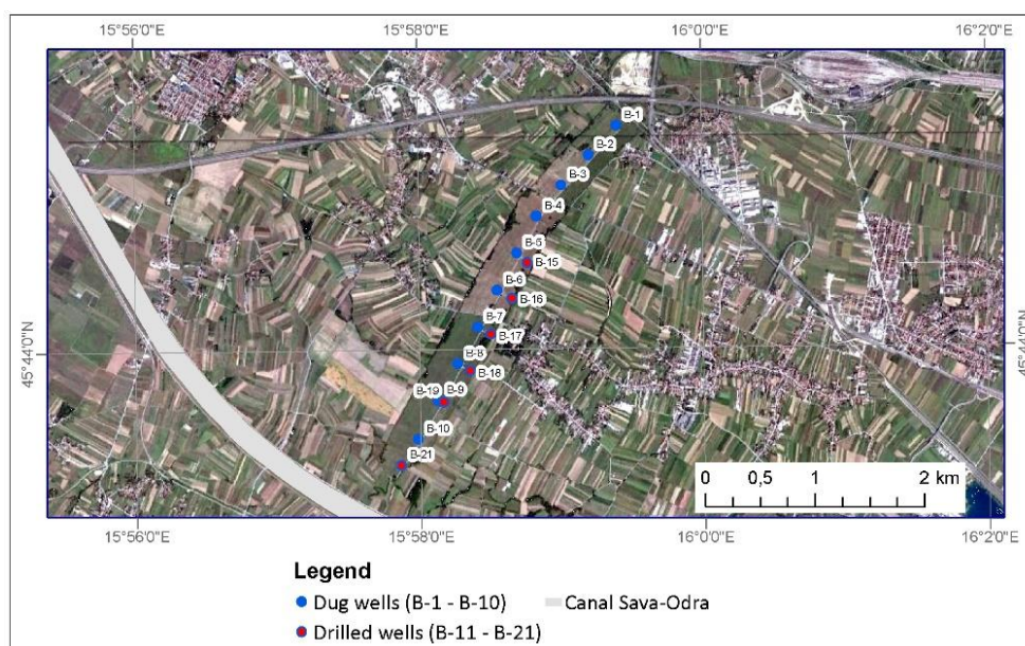 15°56'0"E
15°58'0"E
16°0'0"E
16°2'0"E
B-1
B-2
B-3
B-4
B-5
B-15
B-6
B-16
B-7
B-17
B-8
B-18
B-19
B-9
B-10
B-21
45°44'0"N
45°44'0"N
0
0,5
1
2 km
15°56'0"E
15°58'0"E
16°0'0"E
16°2'0"E
Legend
Dug wells (B-1 - B-10)
Canal Sava-Odra
Drilled wells (B-11 - B-21)